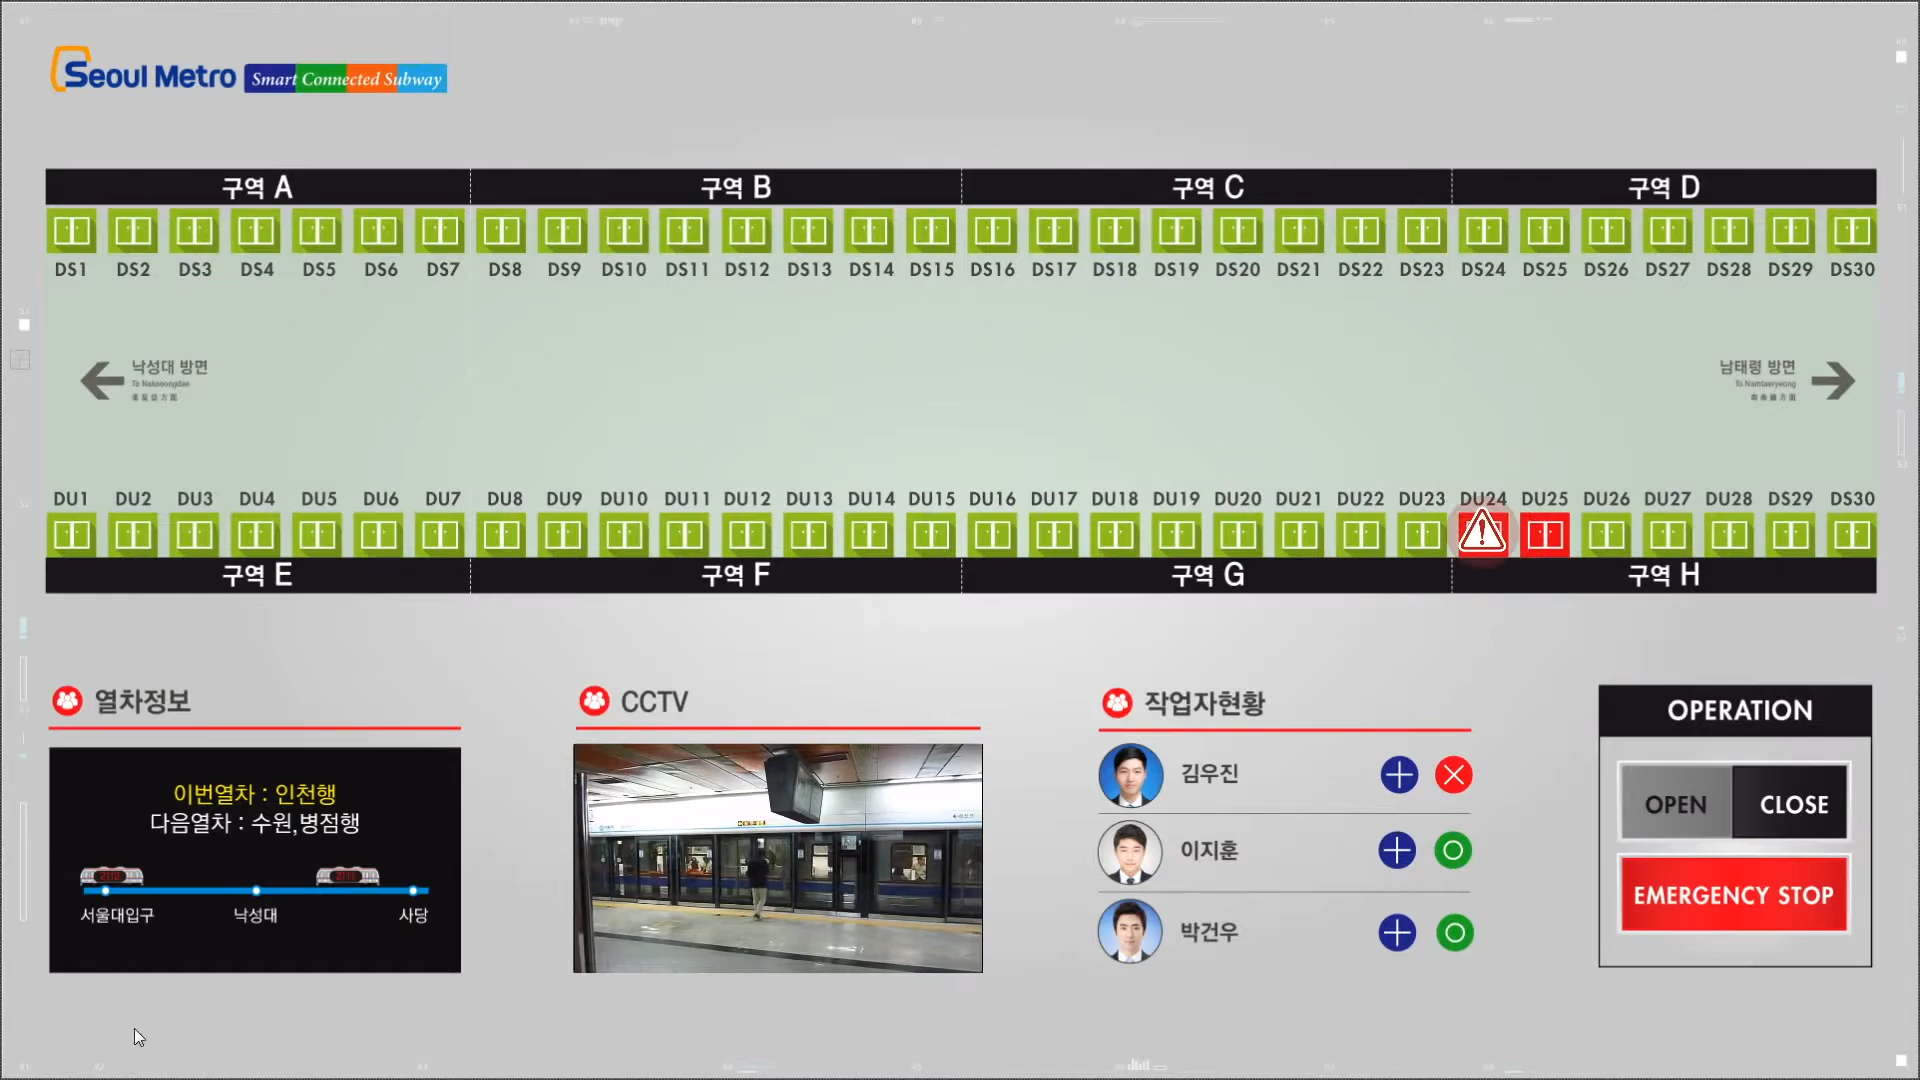 Seoul Metro Smart Connected Subway
구역 A 구역 B 구역 C 구역 D
DS1 DS2 DS3 DS4 DS5 DS6 DS7 DS8 DS9 DS10 DS11 DS12 DS13 DS14 DS15 DS16 DS17 DS18 DS19 DS20 DS21 DS22 DS23 DS24 DS25 DS26 DS27 DS28 DS29 DS30
낙성대 방면
To Nakseongdae
남태령 방면
To Namtaeryeong
DU1 DU2 DU3 DU4 DU5 DU6 DU7 DU8 DU9 DU10 DU11 DU12 DU13 DU14 DU15 DU16 DU17 DU18 DU19 DU20 DU21 DU22 DU23 DU24 DU25 DU26 DU27 DU28 DS29 DS30
구역 E 구역 F 구역 G 구역 H
열차정보
이번열차 : 인천행
다음열차 : 수원,병점행
서울대입구 낙성대 사당
CCTV
작업자현황
김우진
이지훈
박건우
OPERATION
OPEN CLOSE
EMERGENCY STOP